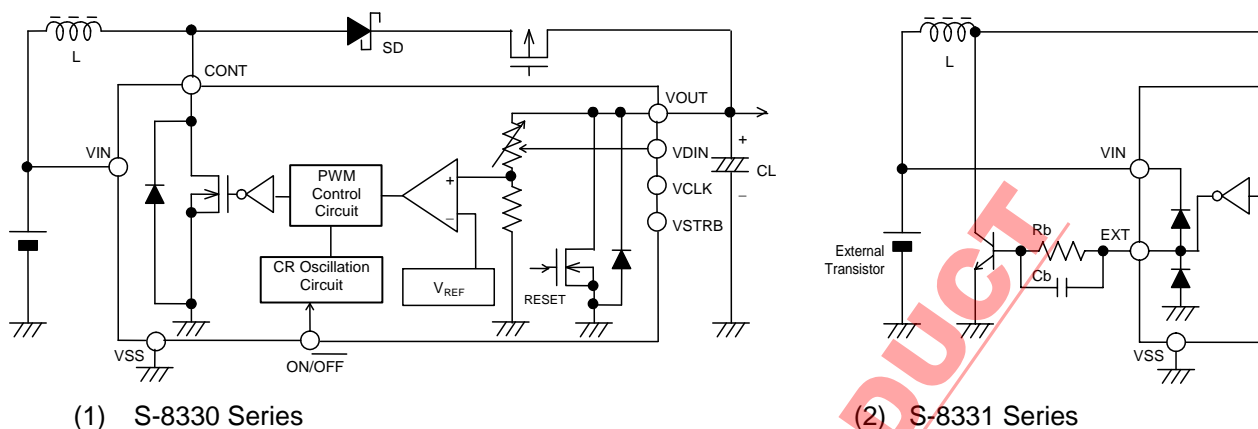 L
SD
CONT
VOUT
VIN
VDIN
VCLK
VSTRB
PWM
Control
Circuit
+
−
CR Oscillation
Circuit
VREF
RESET
+
CL
−
VSS
ON/OFF
(1) S-8330 Series
L
VIN
External
Transistor
Rb
EXT
Cb
VSS
DUCT
(2) S-8331 Series